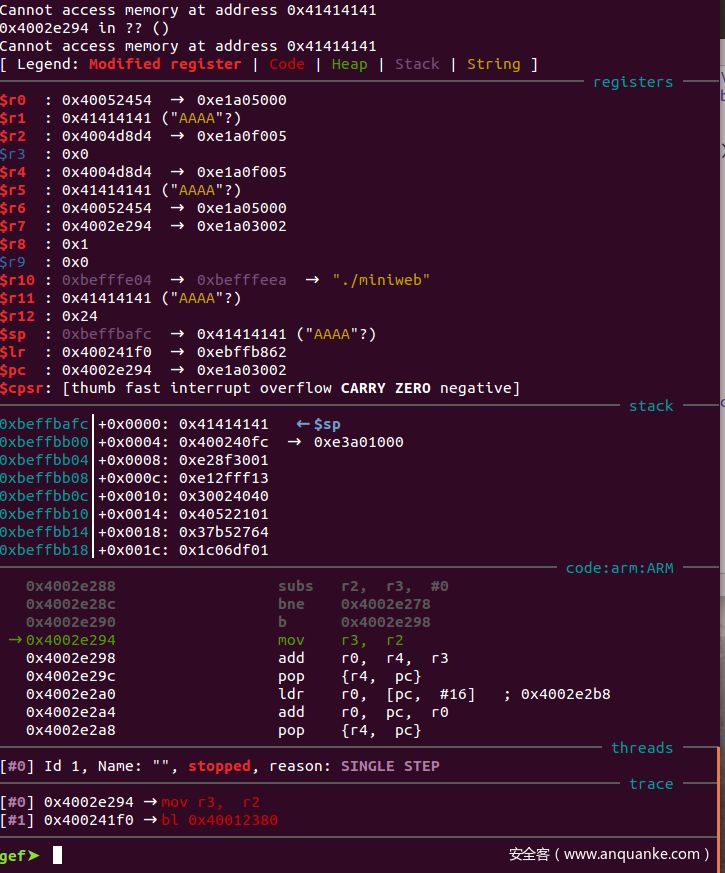 Cannot access memory at address 0x41414141
0x4002e294 in ?? ()
Cannot access memory at address 0x41414141
[ Legend: Modified register | Code | Heap | Stack | String ]
registers
$r0  : 0x40052454  →  0xe1a05000
$r1  : 0x41414141 ("AAAA"?)
$r2  : 0x4004d8d4  →  0xe1a0f005
$r3  : 0x0
$r4  : 0x4004d8d4  →  0xe1a0f005
$r5  : 0x41414141 ("AAAA"?)
$r6  : 0x40052454  →  0xe1a05000
$r7  : 0x4002e294  →  0xe1a03002
$r8  : 0x1
$r9  : 0x0
$r10 : 0xbefffe04  →  0xbefffeea  →  "./miniweb"
$r11 : 0x41414141 ("AAAA"?)
$r12 : 0x24
$sp  : 0xbeffbafc  →  0x41414141 ("AAAA"?)
$lr  : 0x400241f0  →  0xebffb862
$pc  : 0x4002e294  →  0xe1a03002
$cpsr: [thumb fast interrupt overflow CARRY ZERO negative]
stack
0xbeffbafc│+0x0000: 0x41414141   ←$sp
0xbeffbb00│+0x0004: 0x400240fc  →  0xe3a01000
0xbeffbb04│+0x0008: 0xe28f3001
0xbeffbb08│+0x000c: 0xe12fff13
0xbeffbb0c│+0x0010: 0x30024040
0xbeffbb10│+0x0014: 0x40522101
0xbeffbb14│+0x0018: 0x37b52764
0xbeffbb18│+0x001c: 0x1c06df01
code:arm:ARM
0x4002e288 subs r2, r3, #0
0x4002e28c bne 0x4002e278
0x4002e290 b 0x4002e298
→0x4002e294 mov r3, r2
0x4002e298 add r0, r4, r3
0x4002e29c pop {r4, pc}
0x4002e2a0 ldr r0, [pc, #16] ; 0x4002e2b8
0x4002e2a4 add r0, pc, r0
0x4002e2a8 pop {r4, pc}
threads
[#0] Id 1, Name: "", stopped, reason: SINGLE STEP
trace
[#0] 0x4002e294 →mov r3, r2
[#1] 0x400241f0 →bl 0x40012380
gef➤
安全客（www.anquanke.com）